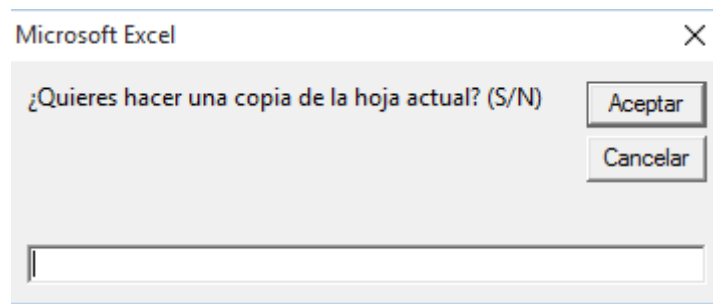 Microsoft Excel
¿Quieres hacer una copia de la hoja actual? (S/N)
Aceptar
Cancelar